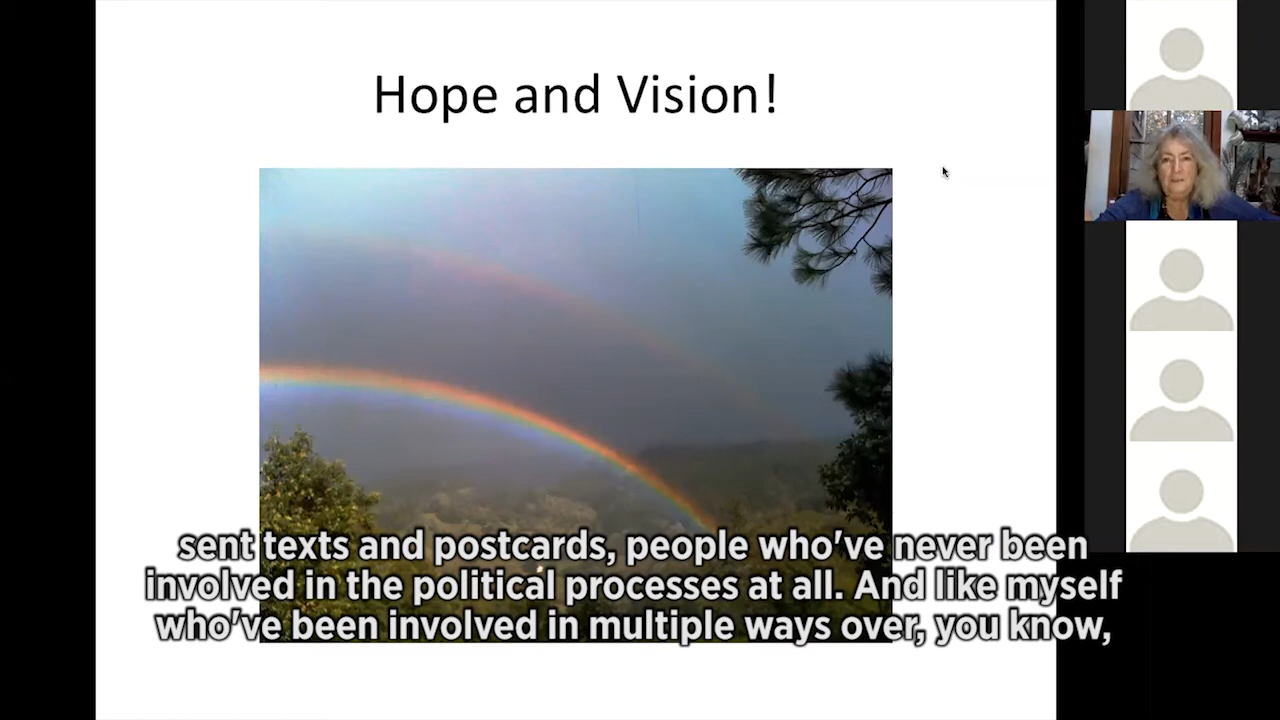 Hope and Vision!
sent texts and postcards, people who've never been
involved in the political processes at all. And like myself
who've been involved in multiple ways over, you know,